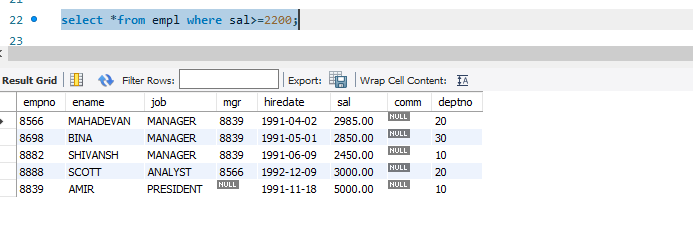 22 select *from empl where sal>=2200;
23
Result Grid Filter Rows: Export: Wrap Cell Content: IA
empno ename job mgr hiredate sal comm deptno
8566 MAHADEVAN MANAGER 8839 1991-04-02 2985.00 NULL 20
8698 BINA MANAGER 8839 1991-05-01 2850.00 NULL 30
8882 SHIVANSH MANAGER 8839 1991-06-09 2450.00 NULL 10
8888 SCOTT ANALYST 8566 1992-12-09 3000.00 NULL 20
8839 AMIR PRESIDENT NULL 1991-11-18 5000.00 NULL 10